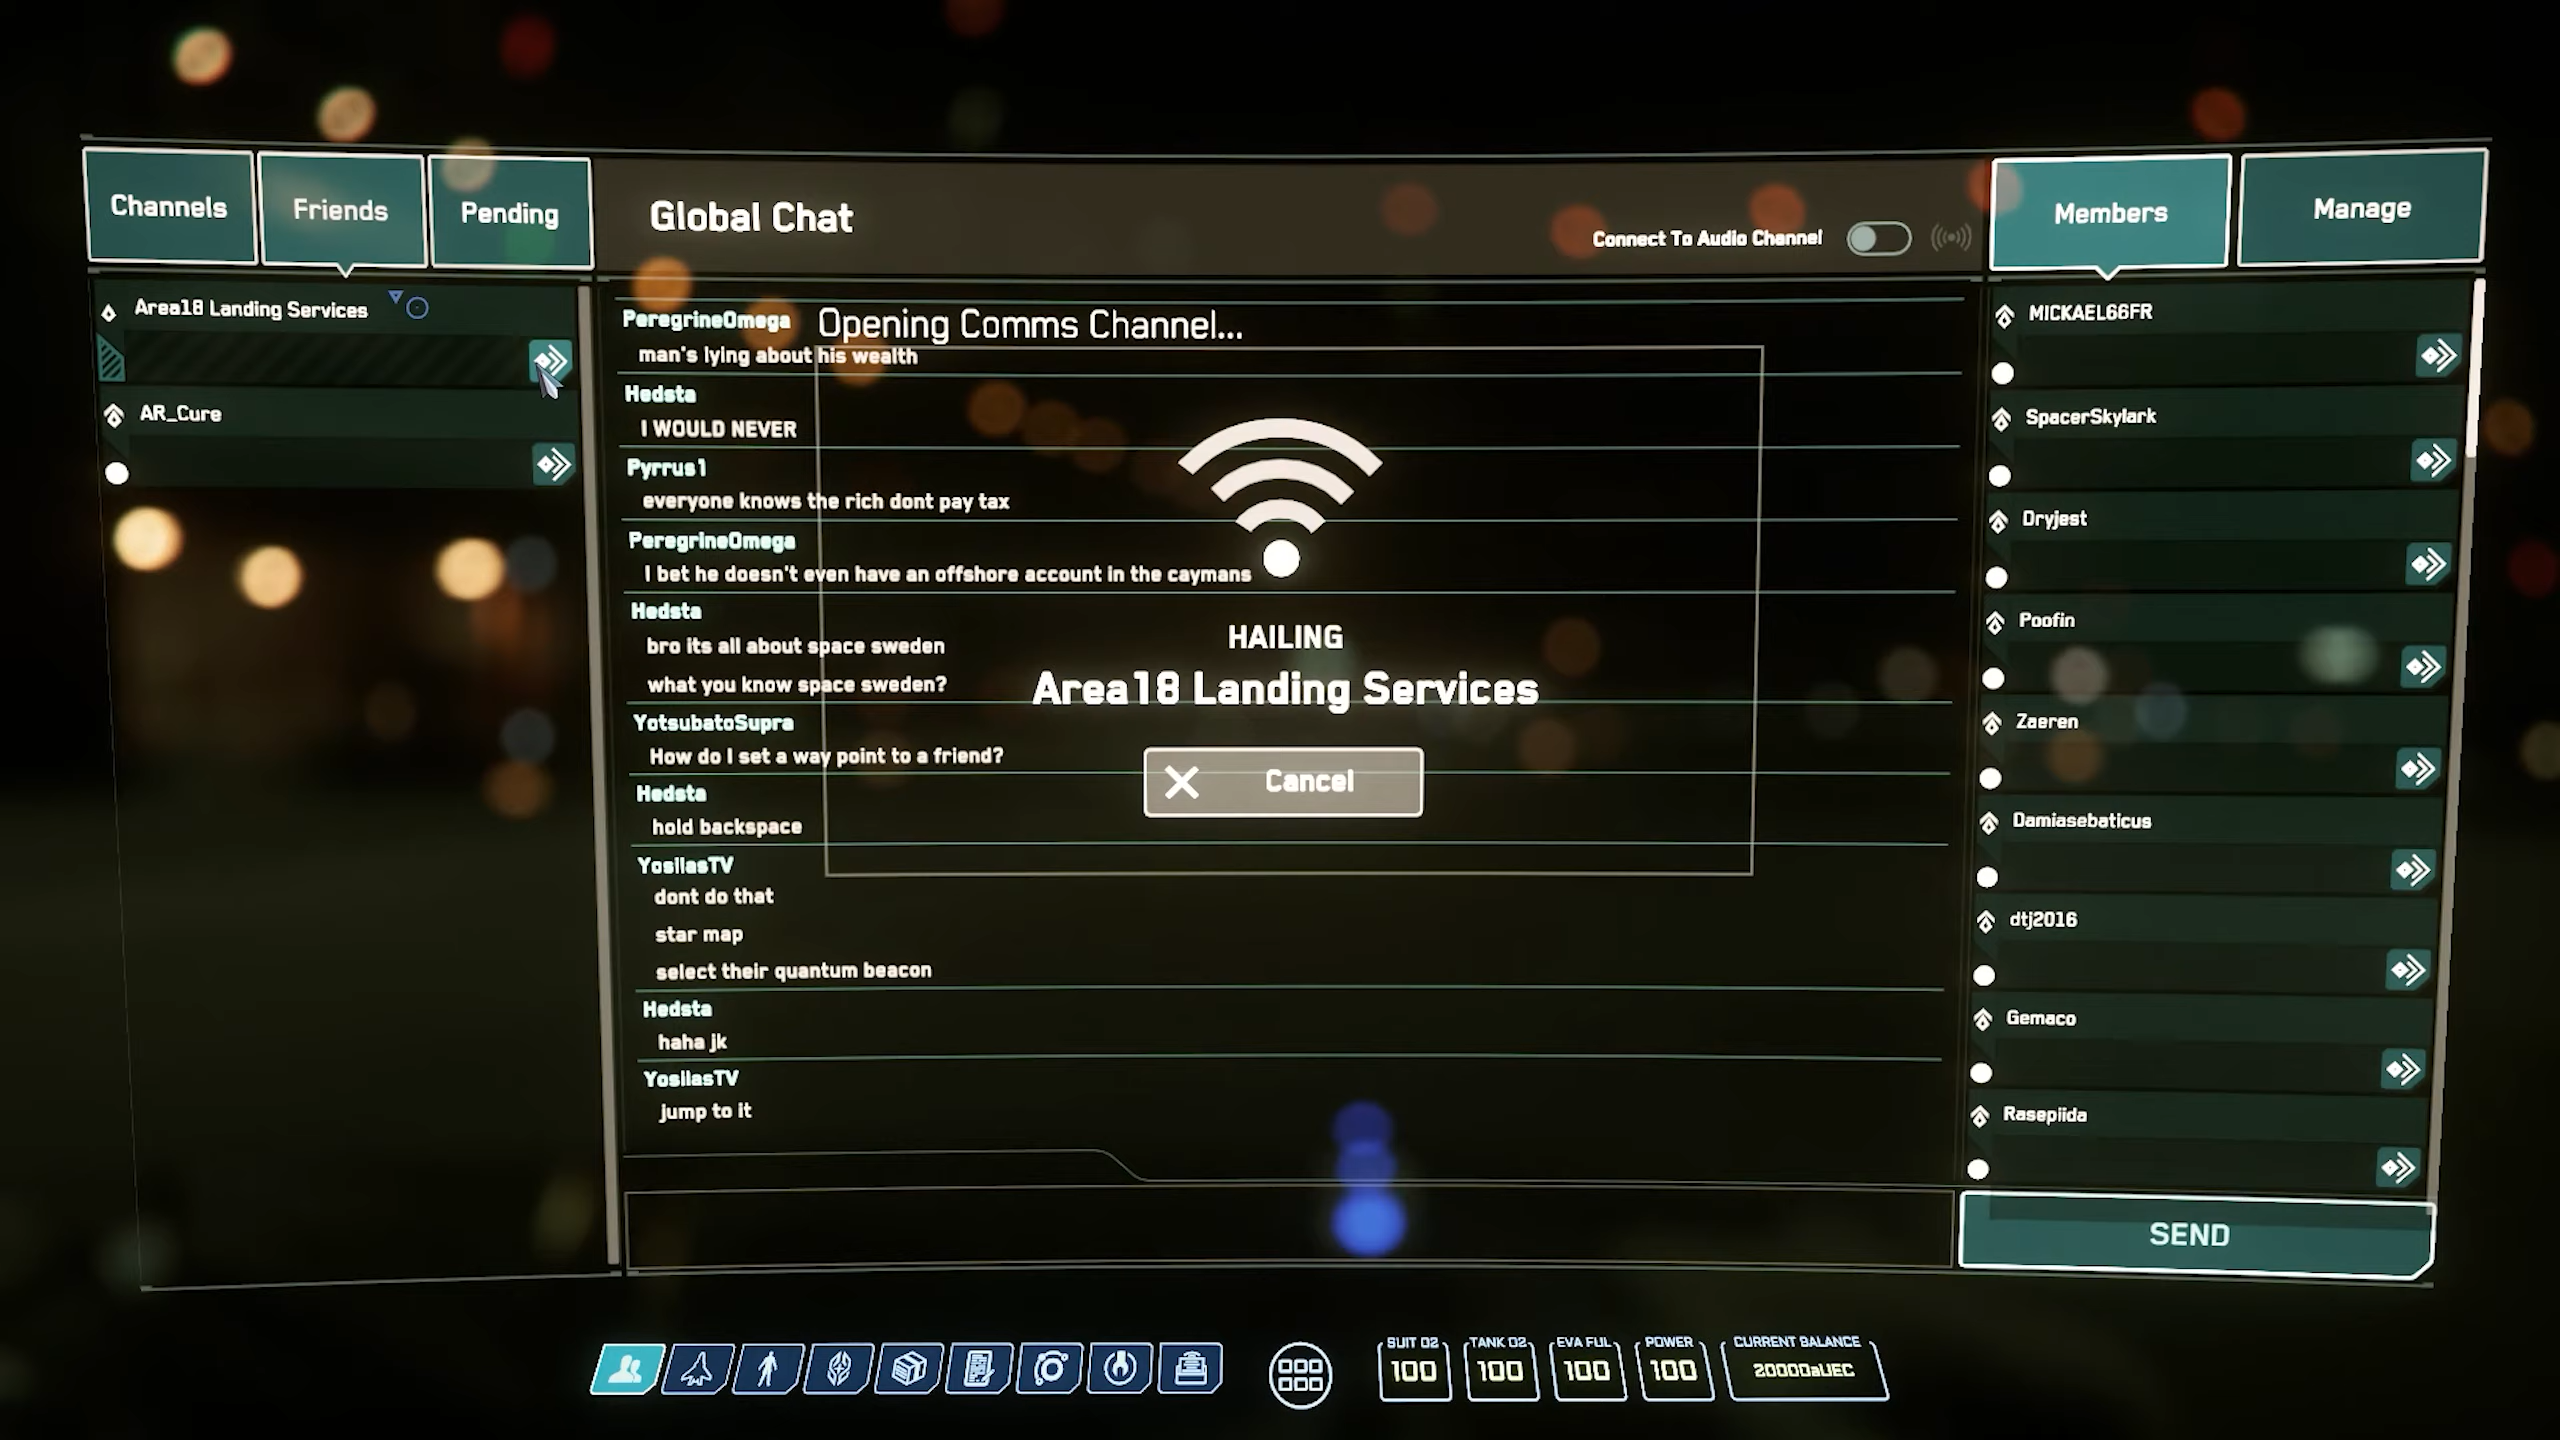 Channels
Friends
Pending
Global Chat
Connect To Audio Channel
Members
Manage
Area18 Landing Services
AR_Cure
Opening Comms Channel...
HAILING
Area18 Landing Services
Cancel
PeregrineOmega
man's lying about his wealth
Hedsta
I WOULD NEVER
Pyrrus1
everyone knows the rich dont pay tax
PeregrineOmega
I bet he doesn't even have an offshore account in the caymans
Hedsta
bro its all about space sweden
what you know space sweden?
YotsubatoSupra
How do I set a way point to a friend?
Hedsta
hold backspace
YosilasTV
dont do that
star map
select their quantum beacon
Hedsta
haha jk
YosilasTV
jump to it
MICKAEL66FR
SpacerSkylark
Dryjest
Poofin
Zaeren
Damiasebaticus
dtj2016
Gemaco
Rasepiida
SEND
SUIT O2
100
TANK O2
100
EVA FUL
100
POWER
100
CURRENT BALANCE
20000aUEC